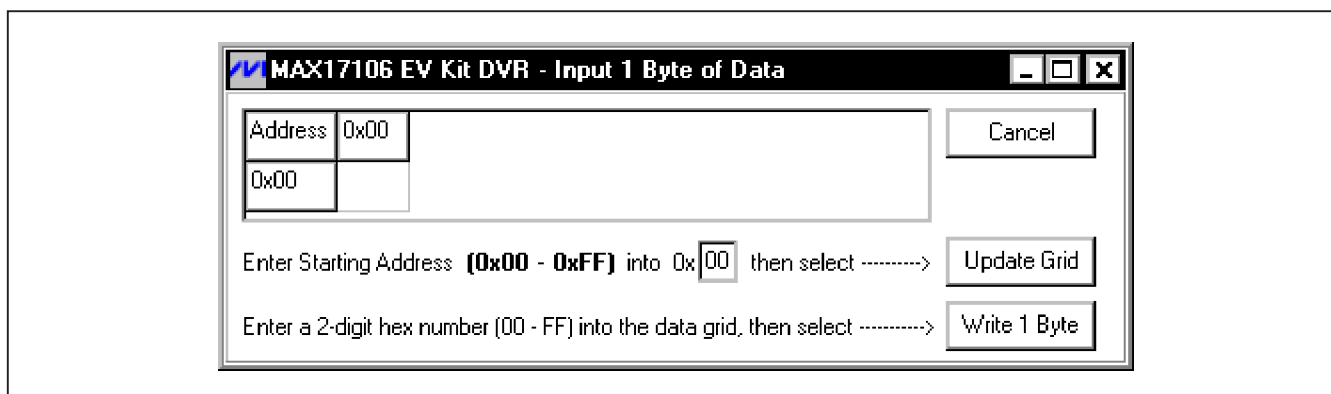 MAX17106 EV Kit DVR - Input 1 Byte of Data
Address 0x00
Cancel
0x00
Enter Starting Address (0x00 - 0xFF) into 0x 00 then select ---------> Update Grid
Enter a 2-digit hex number (00 - FF) into the data grid, then select ----------> Write 1 Byte